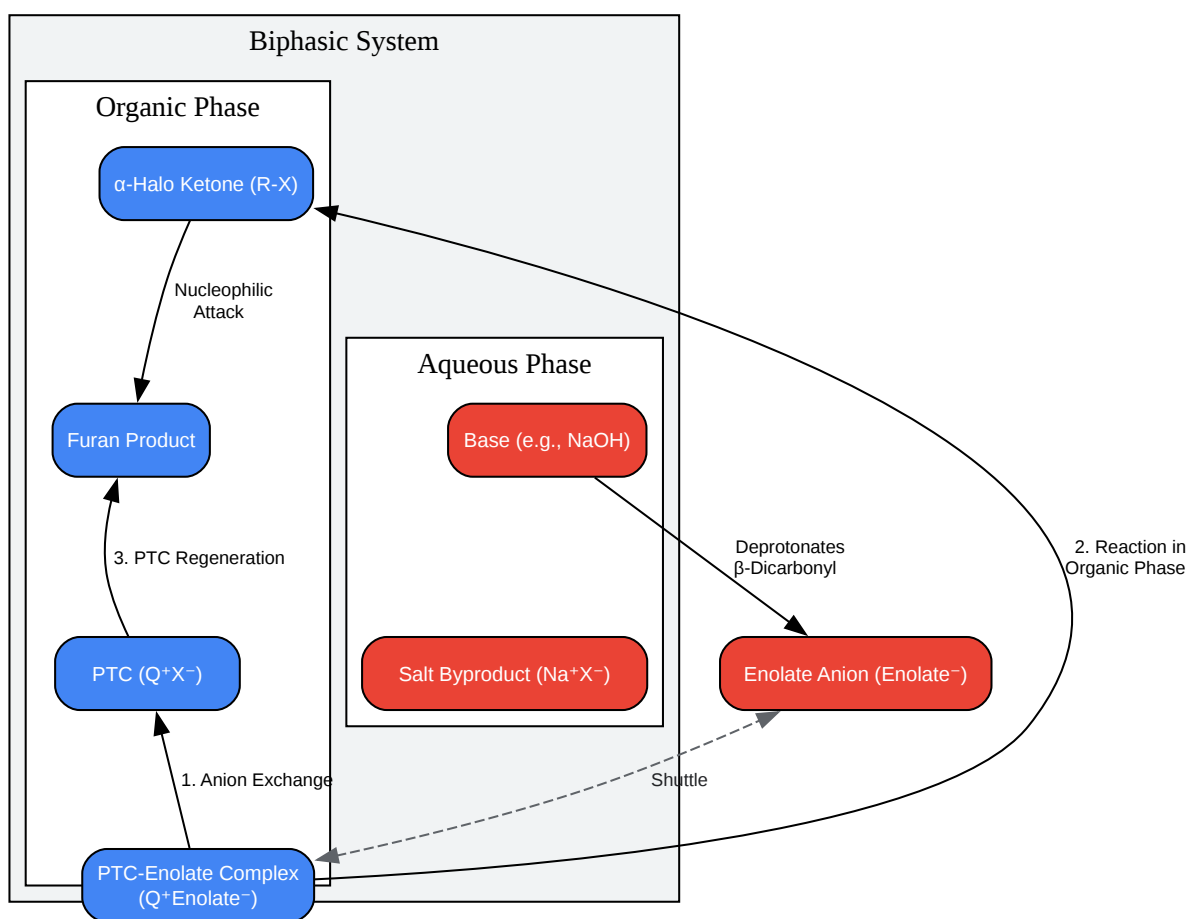 Biphasic System
Organic Phase
α-Halo Ketone (R-X)
Nucleophilic
Attack
Aqueous Phase
Furan Product
Base (e.g., NaOH)
3. PTC Regeneration
Deprotonates
β-Dicarbonyl
2. Reaction in
Organic Phase
PTC (Q⁺X⁻)
Salt Byproduct (Na⁺X⁻)
Enolate Anion (Enolate⁻)
1. Anion Exchange
Shuttle
PTC-Enolate Complex
(Q⁺Enolate⁻)